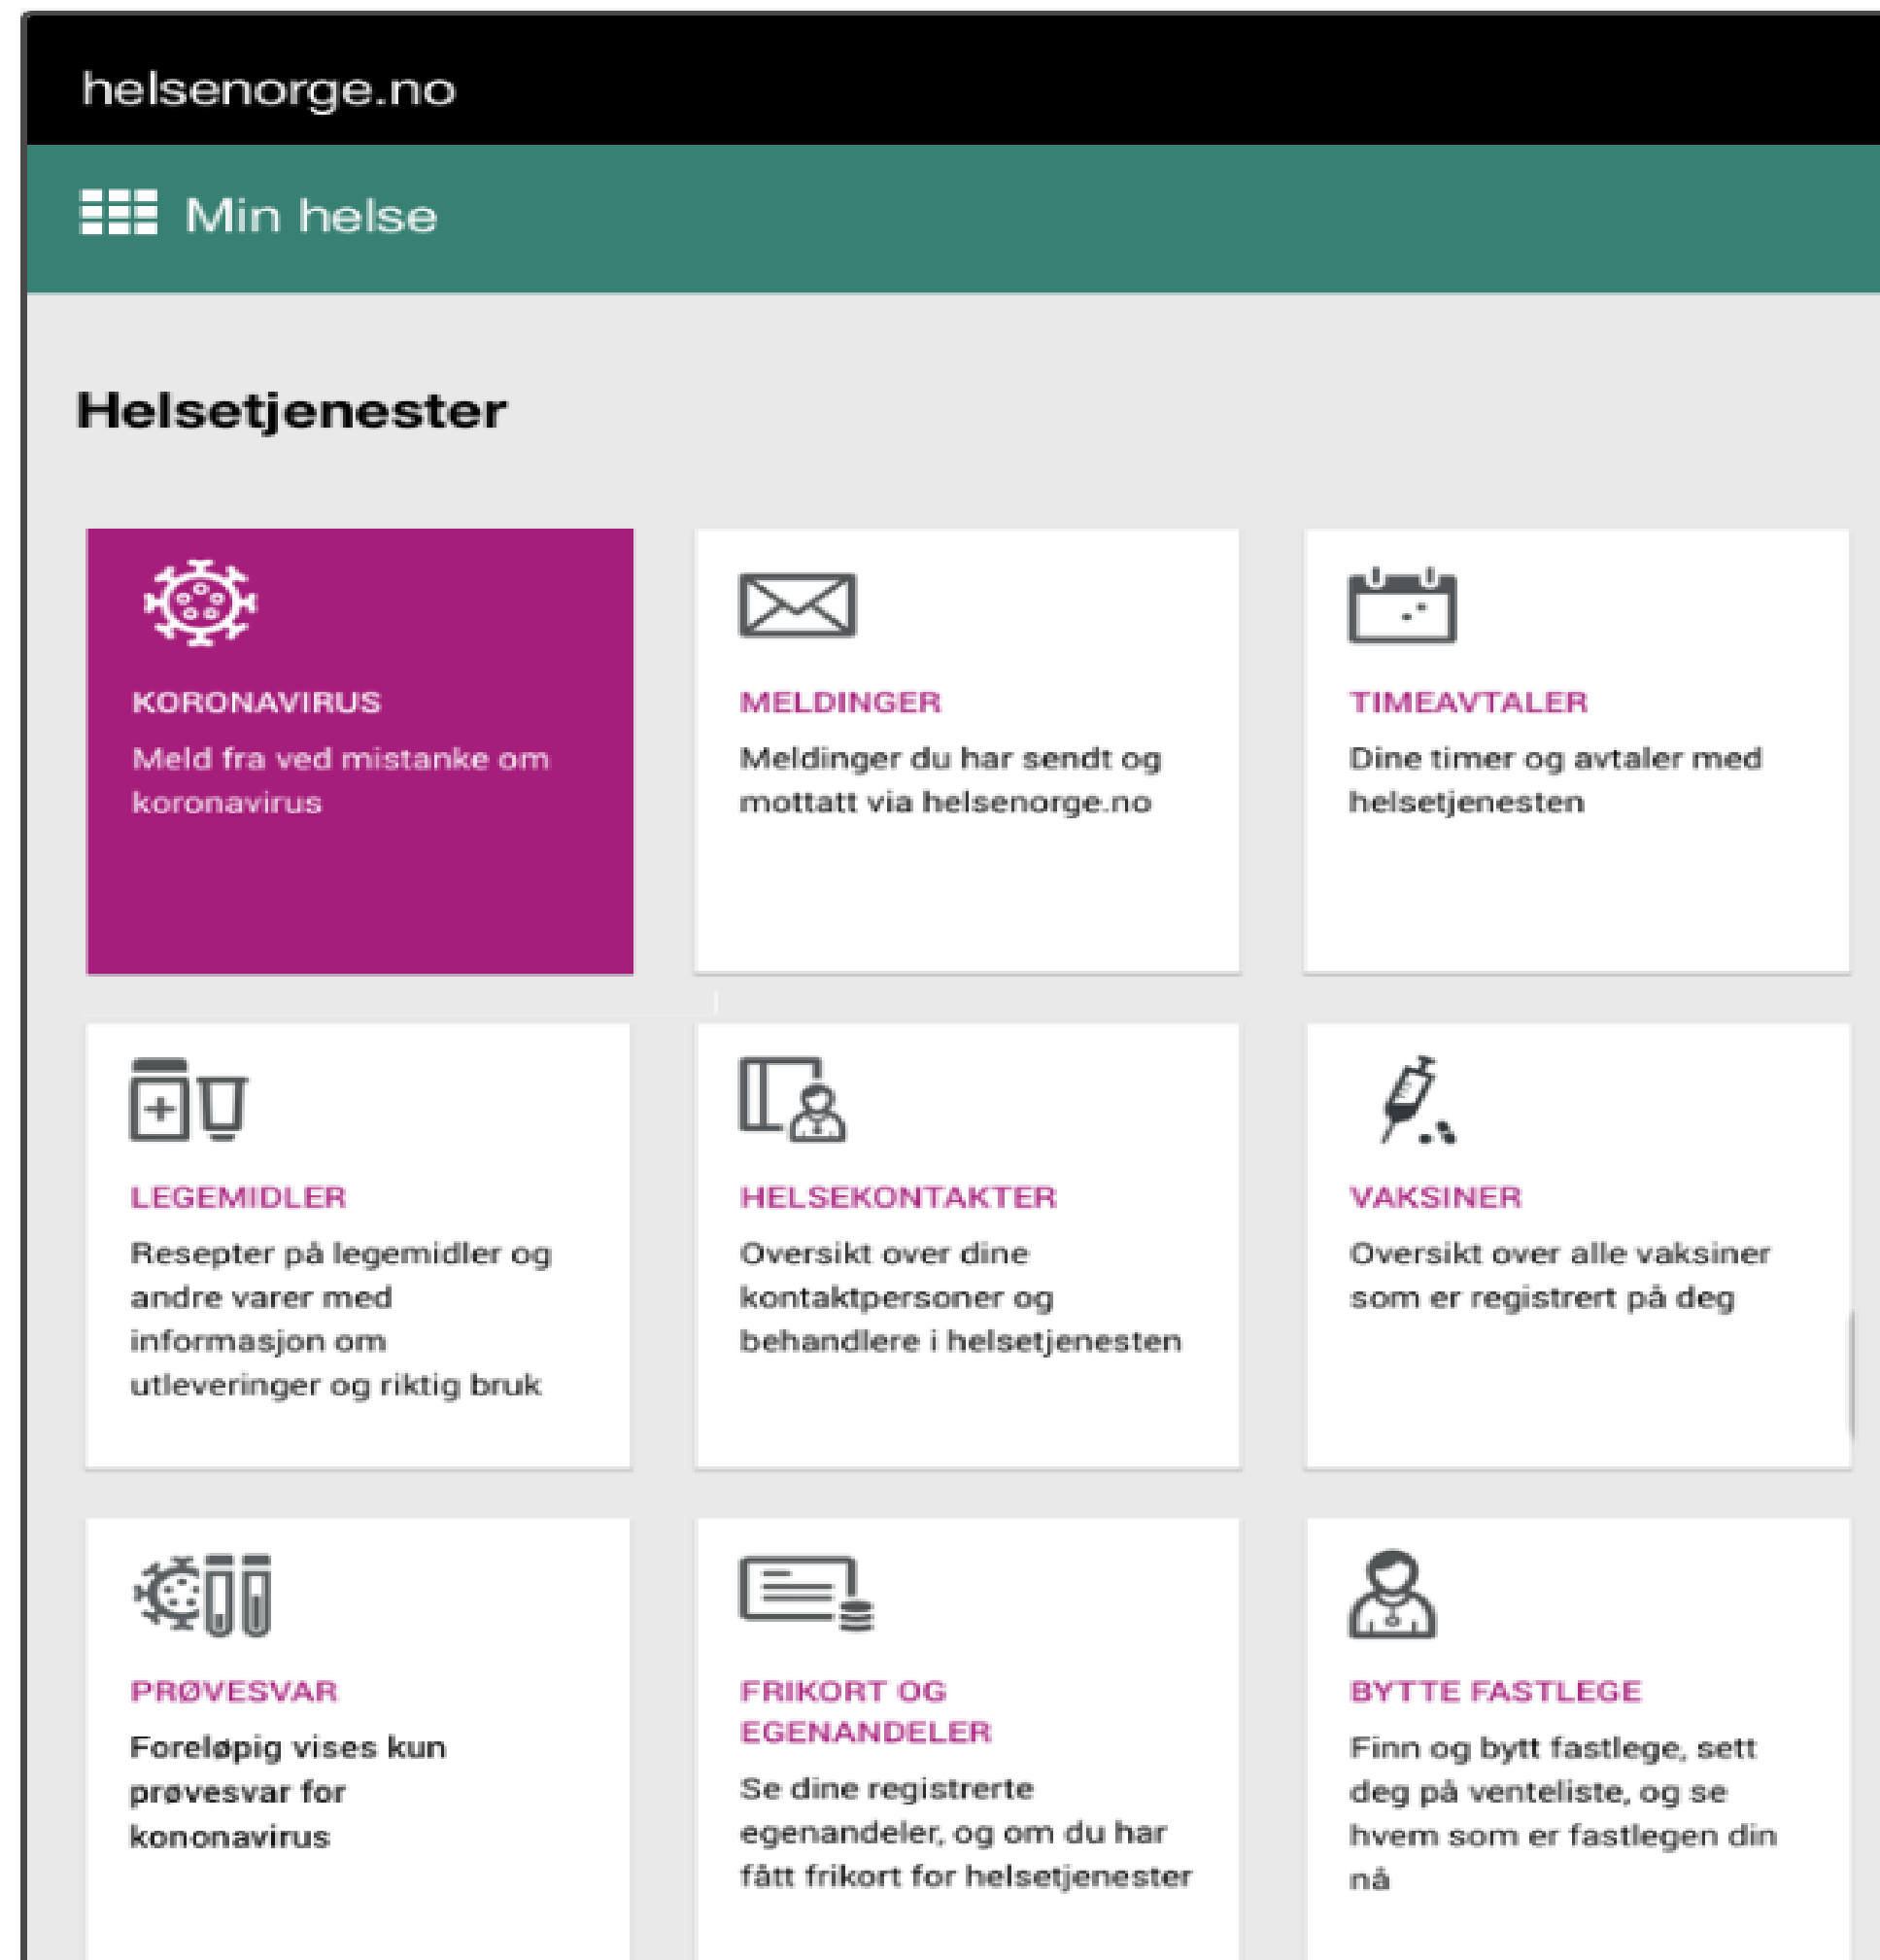 helsenorge.no
Min helse
Helsetjenester
KORONAVIRUS
Meld fra ved mistanke om
koronavirus
MELDINGER
Meldinger du har sendt og
mottatt via helsenorge.no
TIMEAVTALER
Dine timer og avtaler med
helsetjenesten
LEGEMIDLER
Resepter på legemidler og
andre varer med
informasjon om
utleveringer og riktig bruk
HELSEKONTAKTER
Oversikt over dine
kontaktpersoner og
behandlere i helsetjenesten
VAKSINER
Oversikt over alle vaksiner
som er registrert på deg
PRØVESVAR
Foreløpig vises kun
prøvesvar for
kononavirus
FRIKORT OG
EGENANDELER
Se dine registrerte
egenandeler, og om du har
fått frikort for helsetjenester
BYTTE FASTLEGE
Finn og bytt fastlege, sett
deg på venteliste, og se
hvem som er fastlegen din
nå